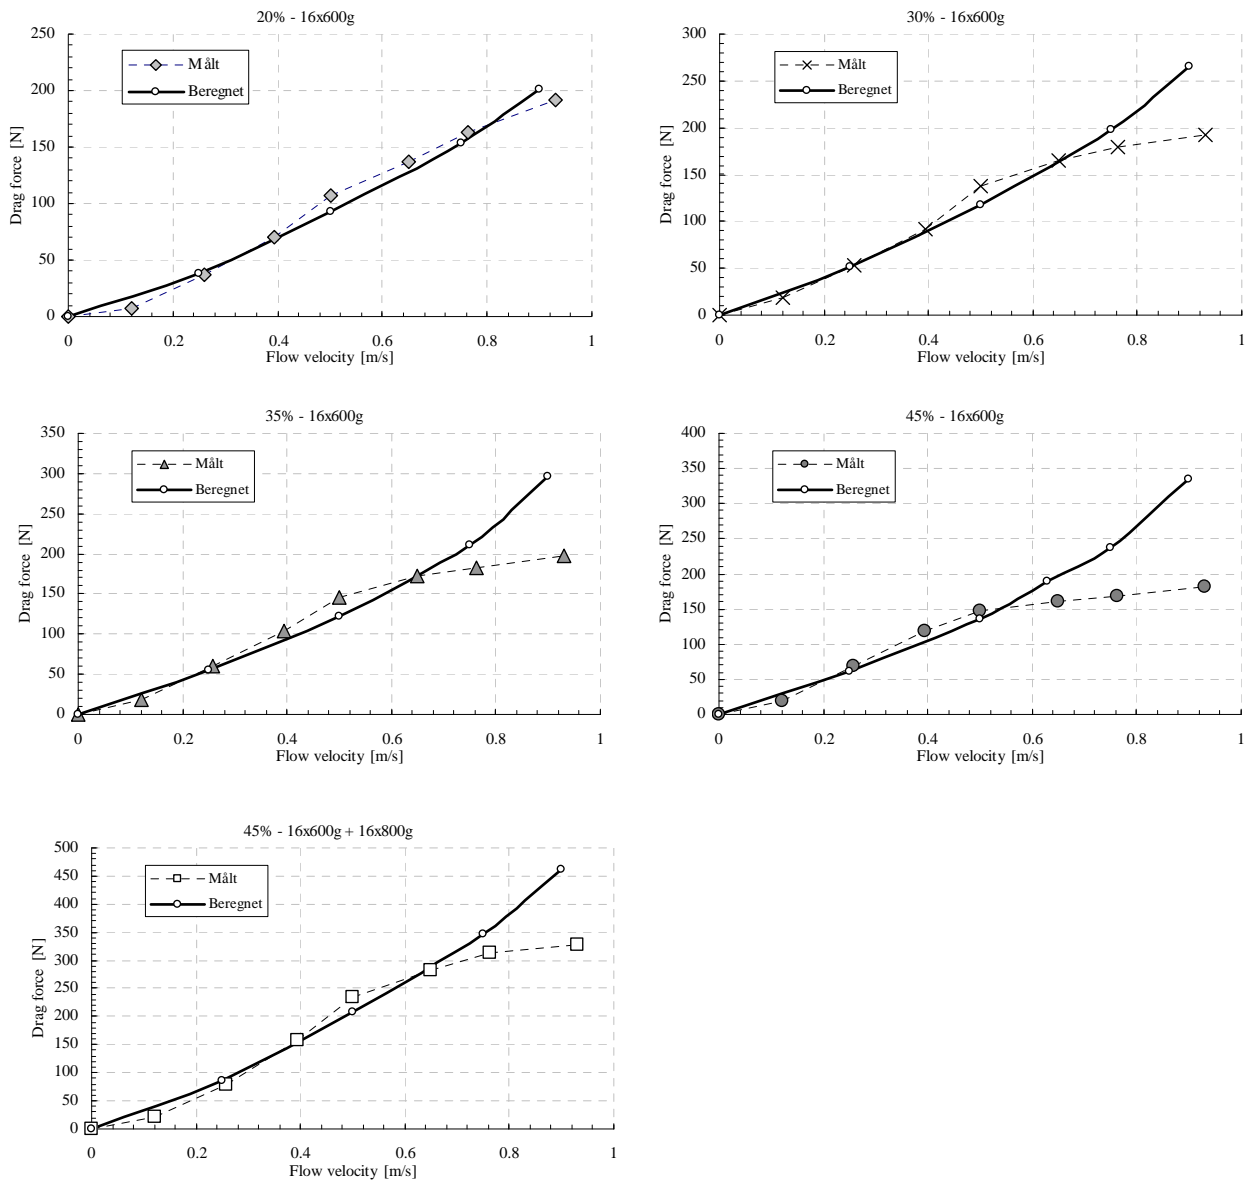 20% - 16x600g
250
200
150
100
50
0
Drag force [N]
Målt
Beregnet
0 0.2 0.4 0.6 0.8 1
Flow velocity [m/s]
30% - 16x600g
300
250
200
150
100
50
0
Drag force [N]
Målt
Beregnet
0 0.2 0.4 0.6 0.8 1
Flow velocity [m/s]
35% - 16x600g
350
300
250
200
150
100
50
0
Drag force [N]
Målt
Beregnet
0 0.2 0.4 0.6 0.8 1
Flow velocity [m/s]
45% - 16x600g
400
350
300
250
200
150
100
50
0
Drag force [N]
Målt
Beregnet
0 0.2 0.4 0.6 0.8 1
Flow velocity [m/s]
45% - 16x600g + 16x800g
500
450
400
350
300
250
200
150
100
50
0
Drag force [N]
Målt
Beregnet
0 0.2 0.4 0.6 0.8 1
Flow velocity [m/s]